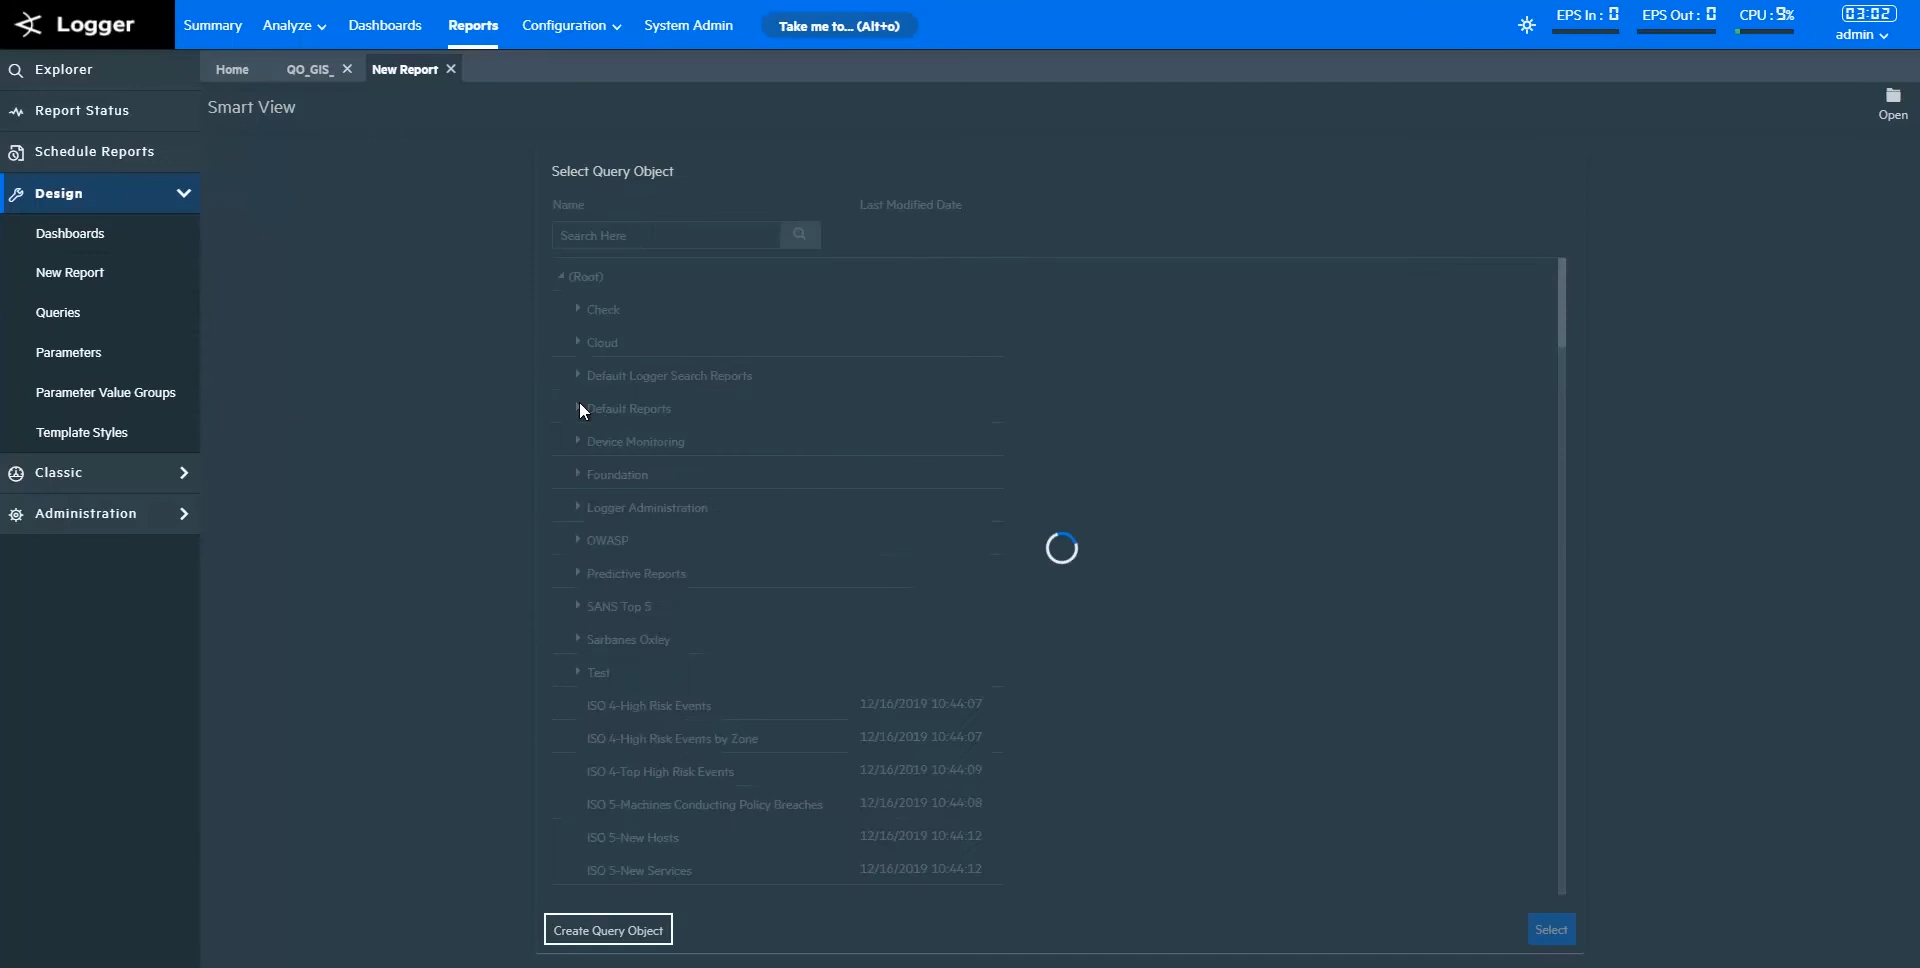 Logger
Summary Analyze Dashboards Reports Configuration System Admin Take me to... (Alt+o)
EPS In : 0 EPS Out : 0 CPU : 9% 03:02
admin
Explorer
Report Status
Schedule Reports
Design
Dashboards
New Report
Queries
Parameters
Parameter Value Groups
Template Styles
Classic
Administration
Home QO_GIS_ New Report
Smart View
Open
Select Query Object
Name Last Modified Date
Search Here
(Root)
Check
Cloud
Default Logger Search Reports
Default Reports
Device Monitoring
Foundation
Logger Administration
OWASP
Predictive Reports
SANS Top 5
Sarbanes Oxley
Test
ISO 4-High Risk Events 12/16/2019 10:44:07
ISO 4-High Risk Events by Zone 12/16/2019 10:44:07
ISO 4-Top High Risk Events 12/16/2019 10:44:09
ISO 5-Machines Conducting Policy Breaches 12/16/2019 10:44:08
ISO 5-New Hosts 12/16/2019 10:44:12
ISO 5-New Services 12/16/2019 10:44:12
Create Query Object Select